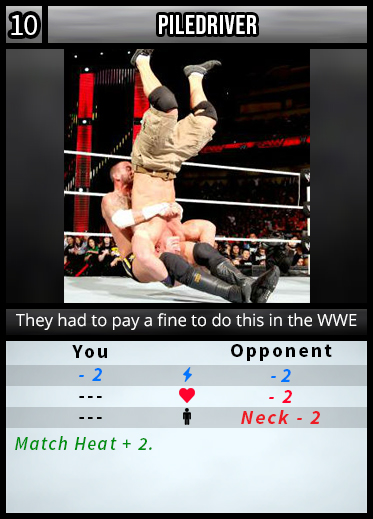 10 PILEDRIVER
They had to pay a fine to do this in the WWE
You Opponent
- 2 -2
--- - 2
--- Neck - 2
Match Heat + 2.